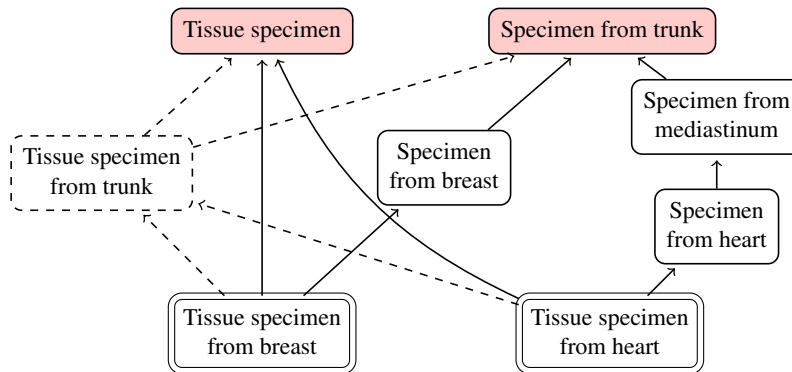 Tissue specimen
Specimen from trunk
Specimen from
mediastinum
Tissue specimen
from trunk
Specimen
from breast
Specimen
from heart
Tissue specimen
from breast
Tissue specimen
from heart